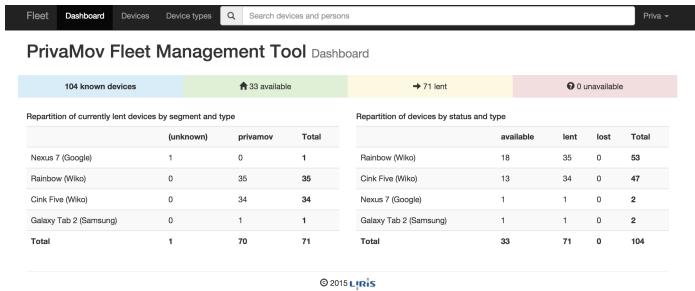 Fleet Dashboard Devices Device types Search devices and persons Priva
PrivaMov Fleet Management Tool Dashboard
104 known devices 33 available 71 lent 0 unavailable
Repartition of currently lent devices by segment and type
(unknown) privamov Total
Nexus 7 (Google) 1 0 1
Rainbow (Wiko) 0 35 35
Cink Five (Wiko) 0 34 34
Galaxy Tab 2 (Samsung) 0 1 1
Total 1 70 71
Repartition of devices by status and type
available lent lost Total
Rainbow (Wiko) 18 35 0 53
Cink Five (Wiko) 13 34 0 47
Nexus 7 (Google) 1 1 0 2
Galaxy Tab 2 (Samsung) 1 1 0 2
Total 33 71 0 104
© 2015 LIRIS